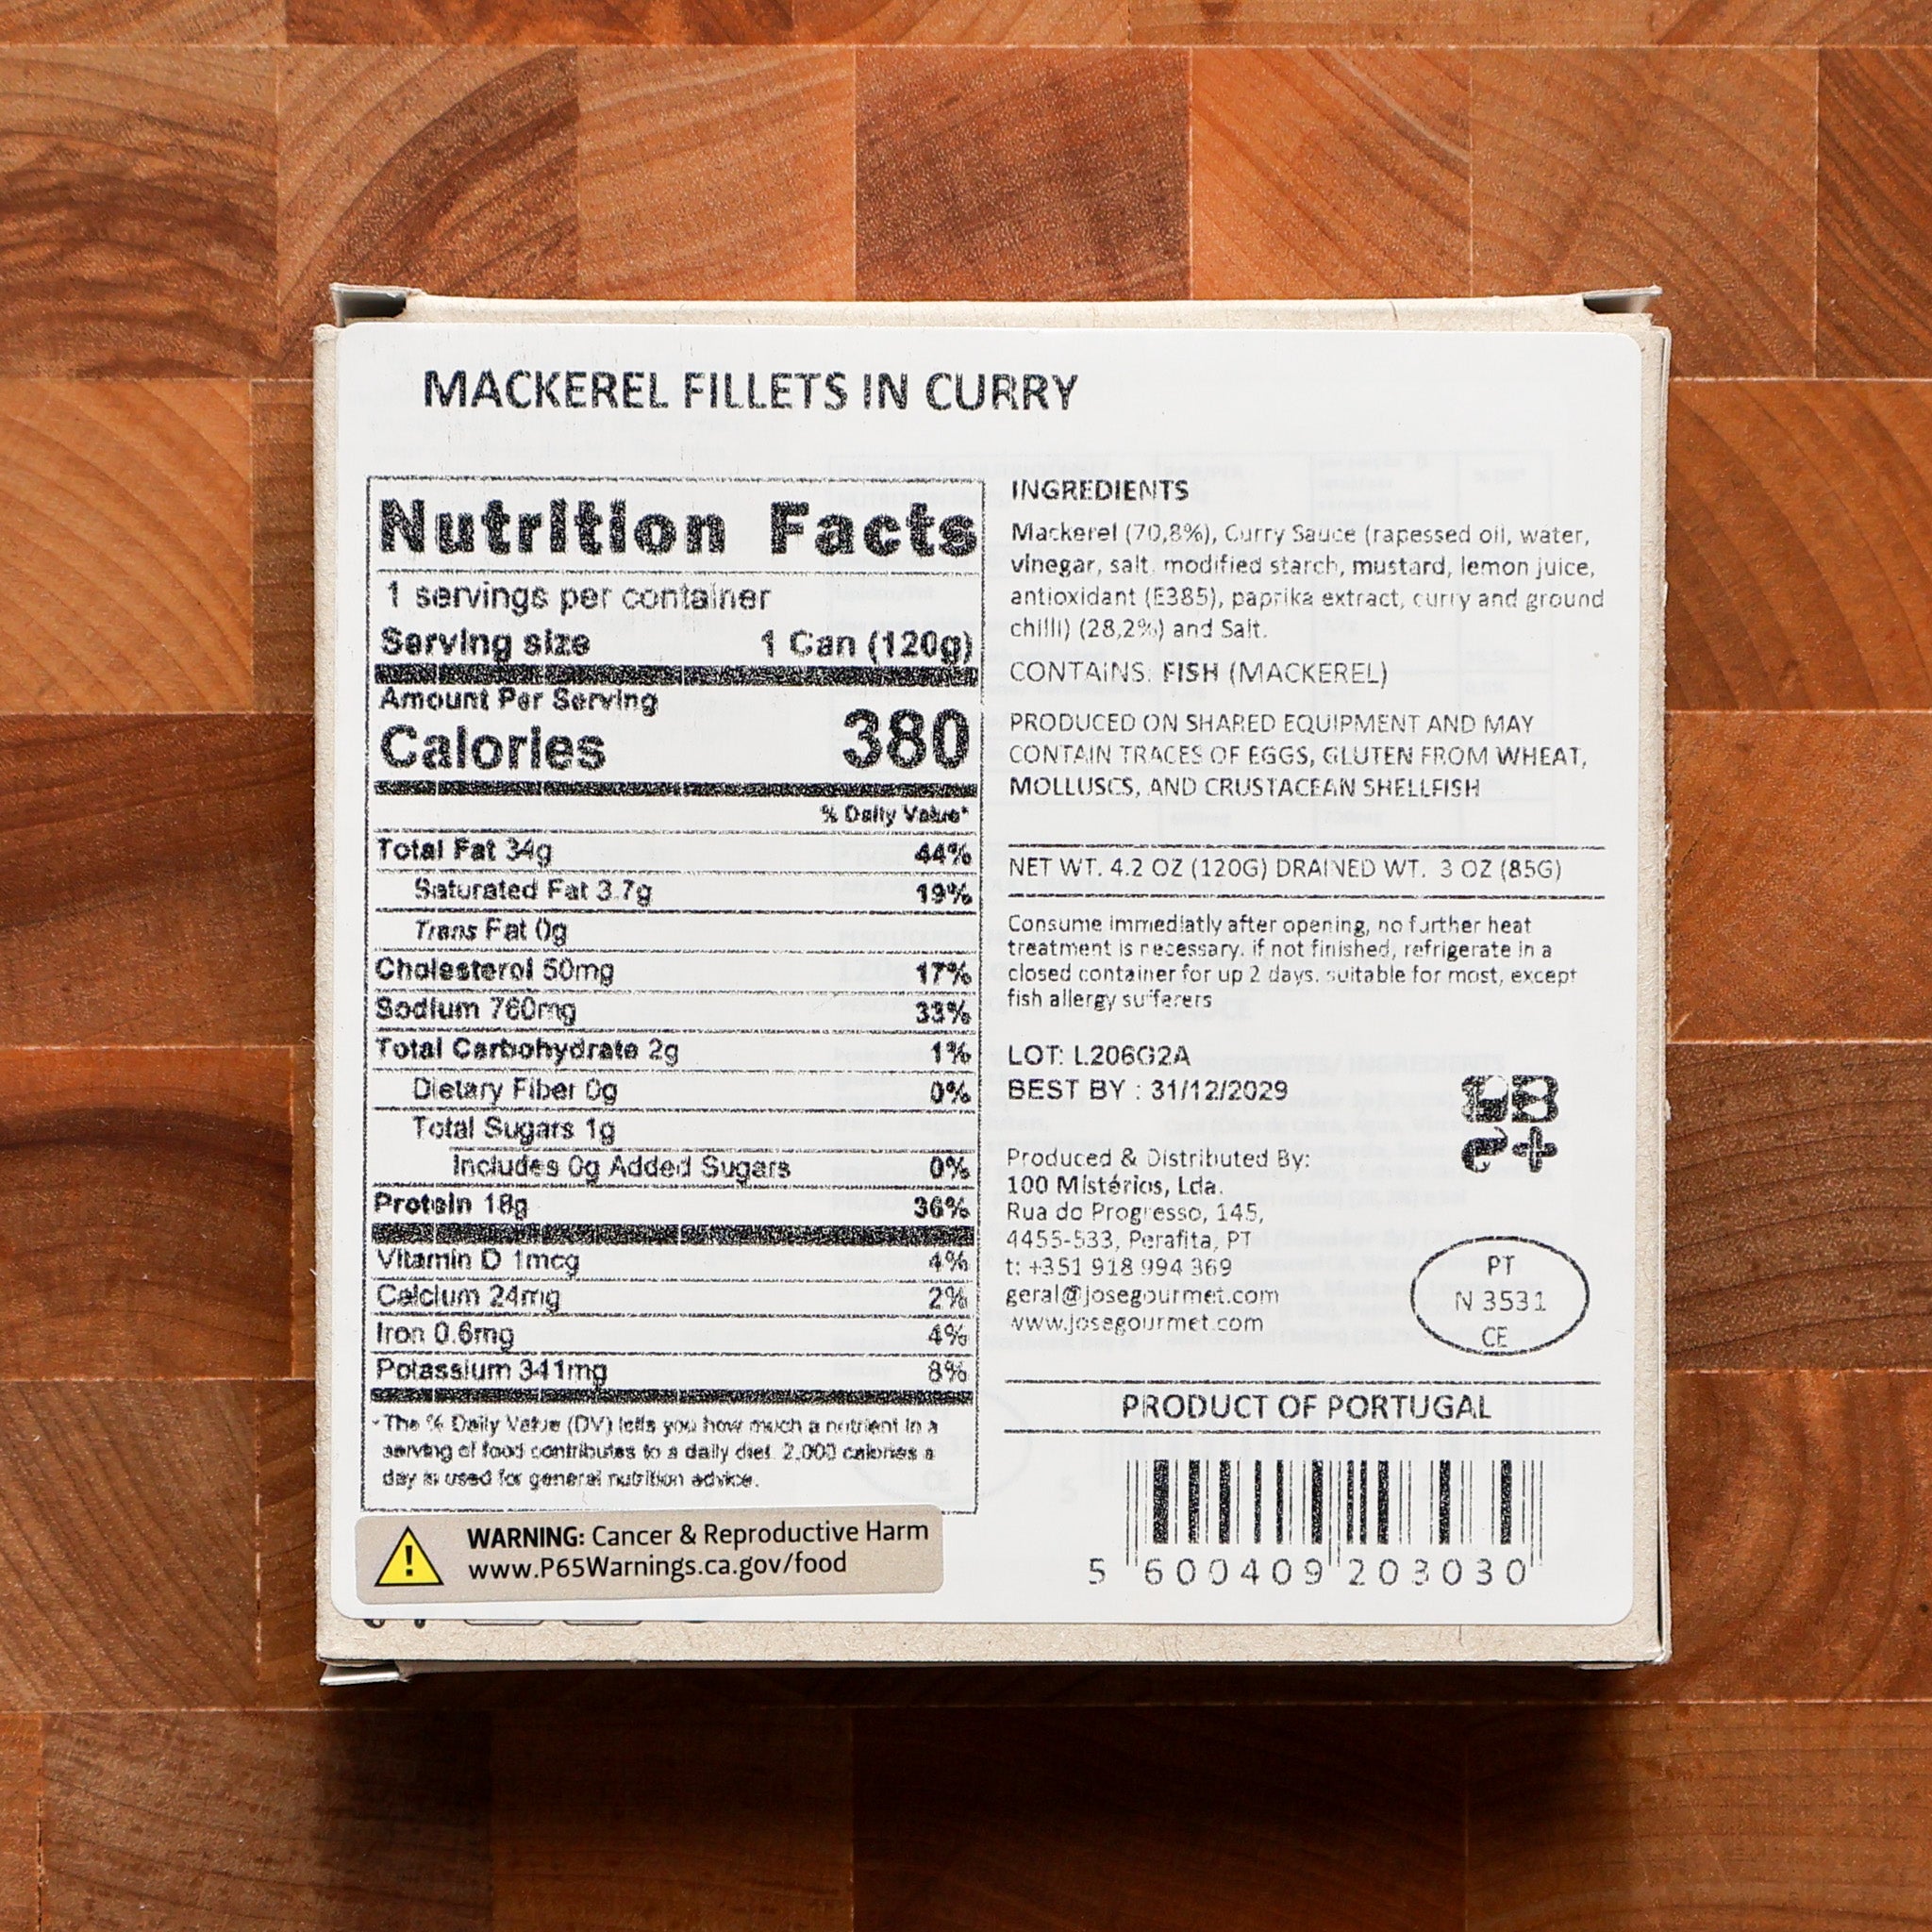 MACKEREL FILLETS IN CURRY
Nutrition Facts
1 servings per container
Serving size 1 Can (120g)
Amount Per Serving
Calories 380
% Daily Value*
Total Fat 34g 44%
Saturated Fat 3.7g 19%
Trans Fat 0g
Cholesterol 50mg 17%
Sodium 760mg 33%
Total Carbohydrate 2g 1%
Dietary Fiber 0g 0%
Total Sugars 1g
Includes 0g Added Sugars 0%
Protein 18g 36%
Vitamin D 1mcg 4%
Calcium 24mg 2%
Iron 0.6mg 4%
Potassium 341mg 8%
*The % Daily Value (DV) tells you how much a nutrient in a
serving of food contributes to a daily diet. 2,000 calories a
day is used for general nutrition advice.
WARNING: Cancer & Reproductive Harm
www.P65Warnings.ca.gov/food
INGREDIENTS
Mackerel (70,8%), Curry Sauce (rapessed oil, water,
vinegar, salt, modified starch, mustard, lemon juice,
antioxidant (E385), paprika extract, curry and ground
chilli) (28,2%) and Salt.
CONTAINS: FISH (MACKEREL)
PRODUCED ON SHARED EQUIPMENT AND MAY
CONTAIN TRACES OF EGGS, GLUTEN FROM WHEAT,
MOLLUSCS, AND CRUSTACEAN SHELLFISH
NET WT. 4.2 OZ (120G) DRAINED WT. 3 OZ (85G)
Consume immediatly after opening, no further heat
treatment is necessary. if not finished, refrigerate in a
closed container for up 2 days. suitable for most, except
fish allergy sufferers
LOT: L206G2A
BEST BY : 31/12/2029
Produced & Distributed By:
100 Mistérios, Lda.
Rua do Progresso, 145,
4455-533, Perafita, PT
t: +351 918 994 369
geral@josegourmet.com
www.josegourmet.com
PT
N 3531
CE
PRODUCT OF PORTUGAL
5 600409 203030